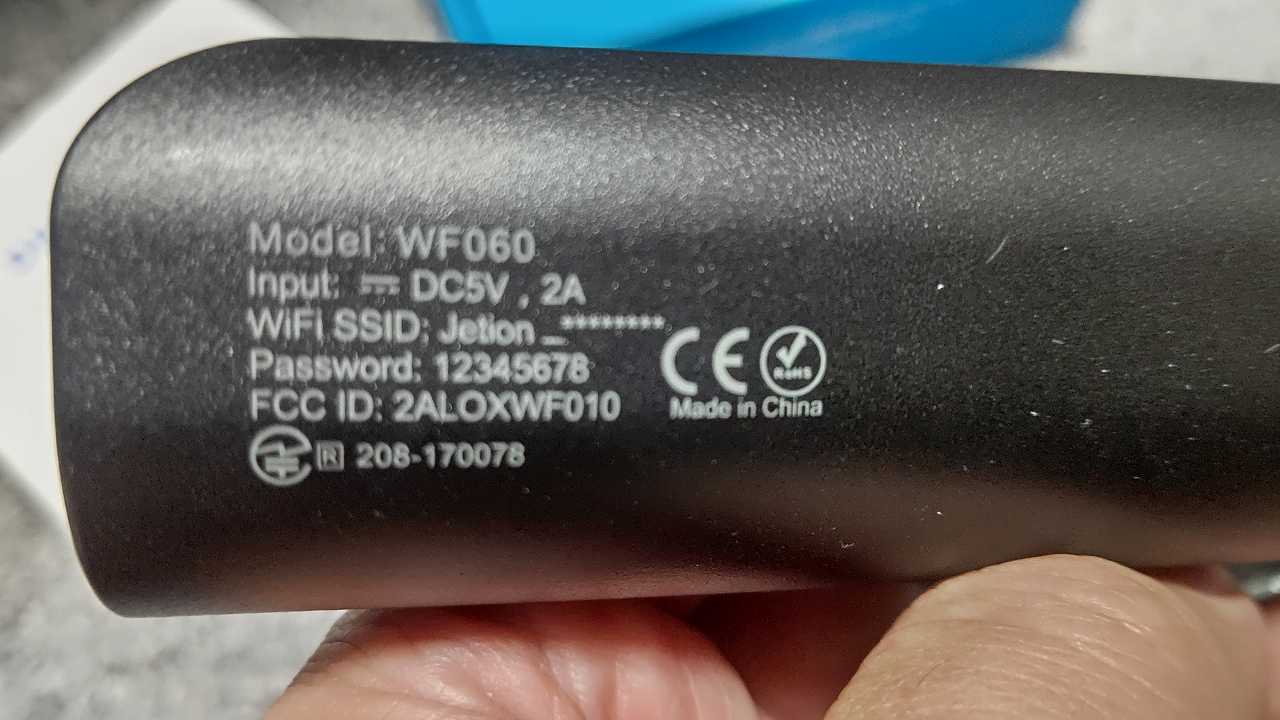 Model: WF060
Input: ⎓ DC5V , 2A
WiFi SSID: Jetion _********
Password: 12345678
FCC ID: 2ALOXWF010
R 208-170078
CE RoHS
Made in China